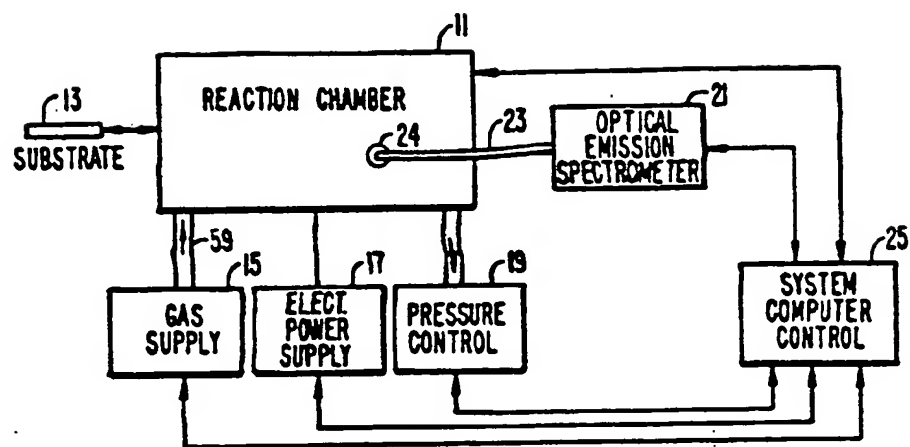 11
REACTION CHAMBER
13
SUBSTRATE
24
23
21
OPTICAL
EMISSION
SPECTROMETER
59
15
GAS
SUPPLY
17
ELECT.
POWER
SUPPLY
19
PRESSURE
CONTROL
25
SYSTEM
COMPUTER
CONTROL